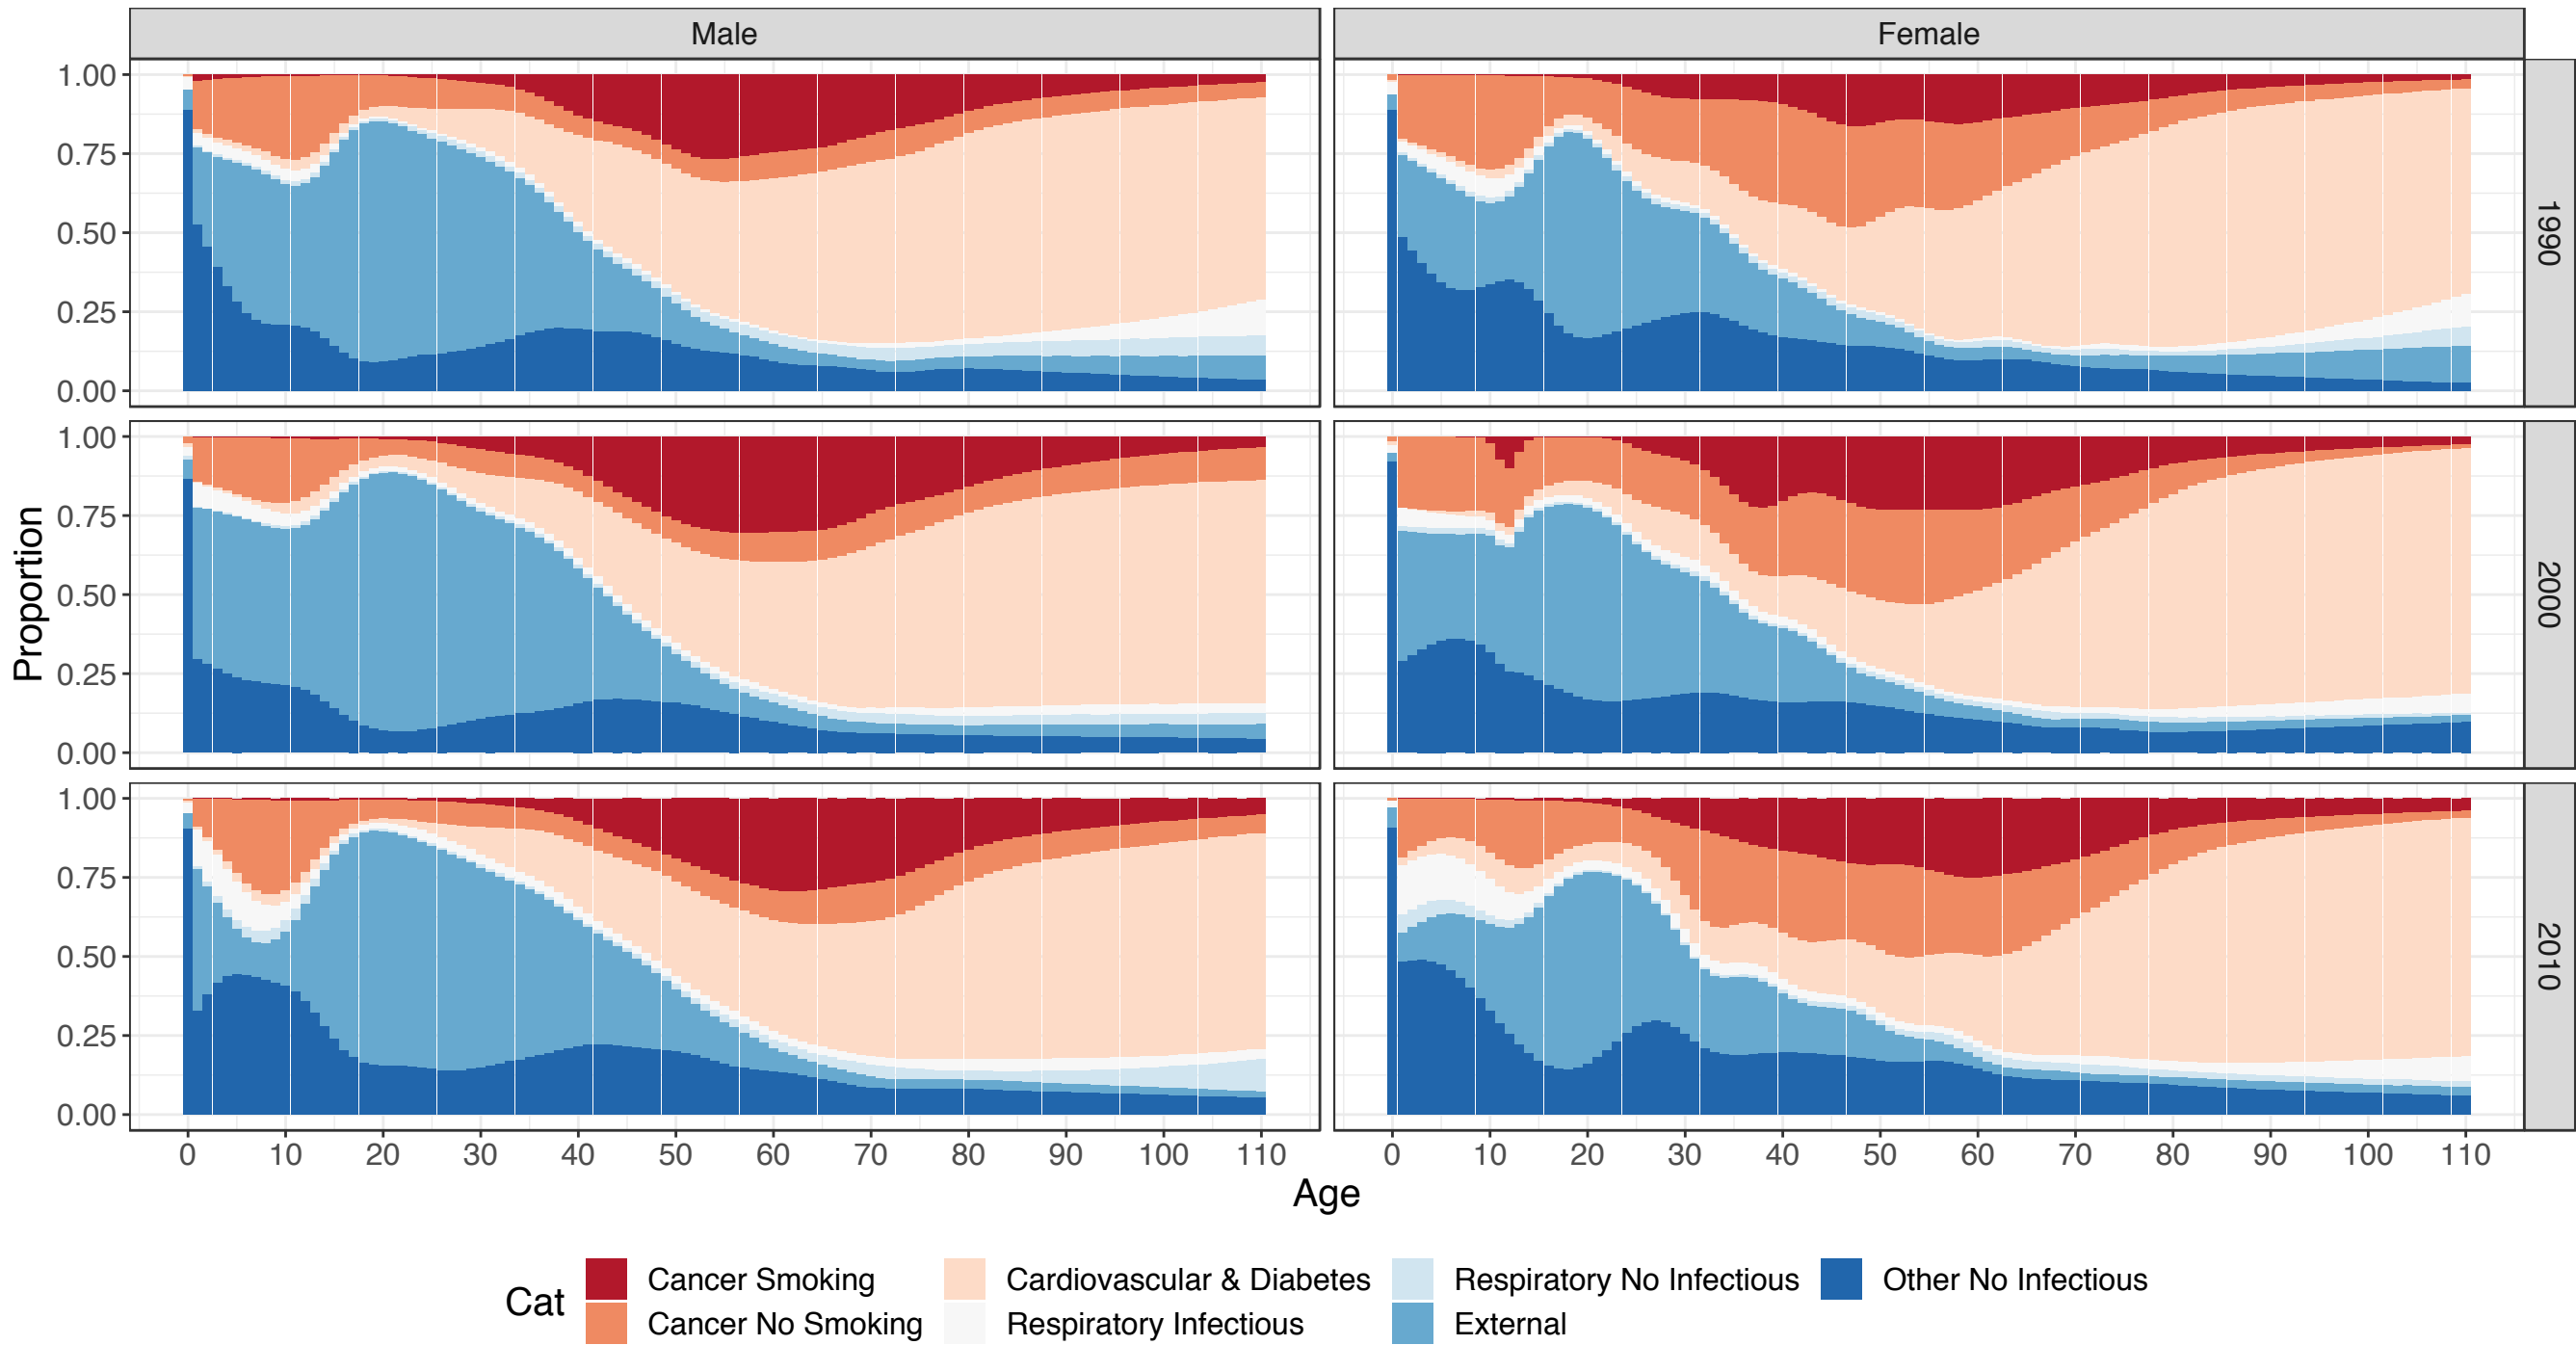 Male
Female
1.00
0.75
0.50
0.25
0.00
1990
1.00
0.75
0.50
0.25
0.00
2000
1.00
0.75
0.50
0.25
0.00
2010
Proportion
0 10 20 30 40 50 60 70 80 90 100 110
0 10 20 30 40 50 60 70 80 90 100 110
Age
Cat
Cancer Smoking
Cancer No Smoking
Cardiovascular & Diabetes
Respiratory Infectious
Respiratory No Infectious
External
Other No Infectious